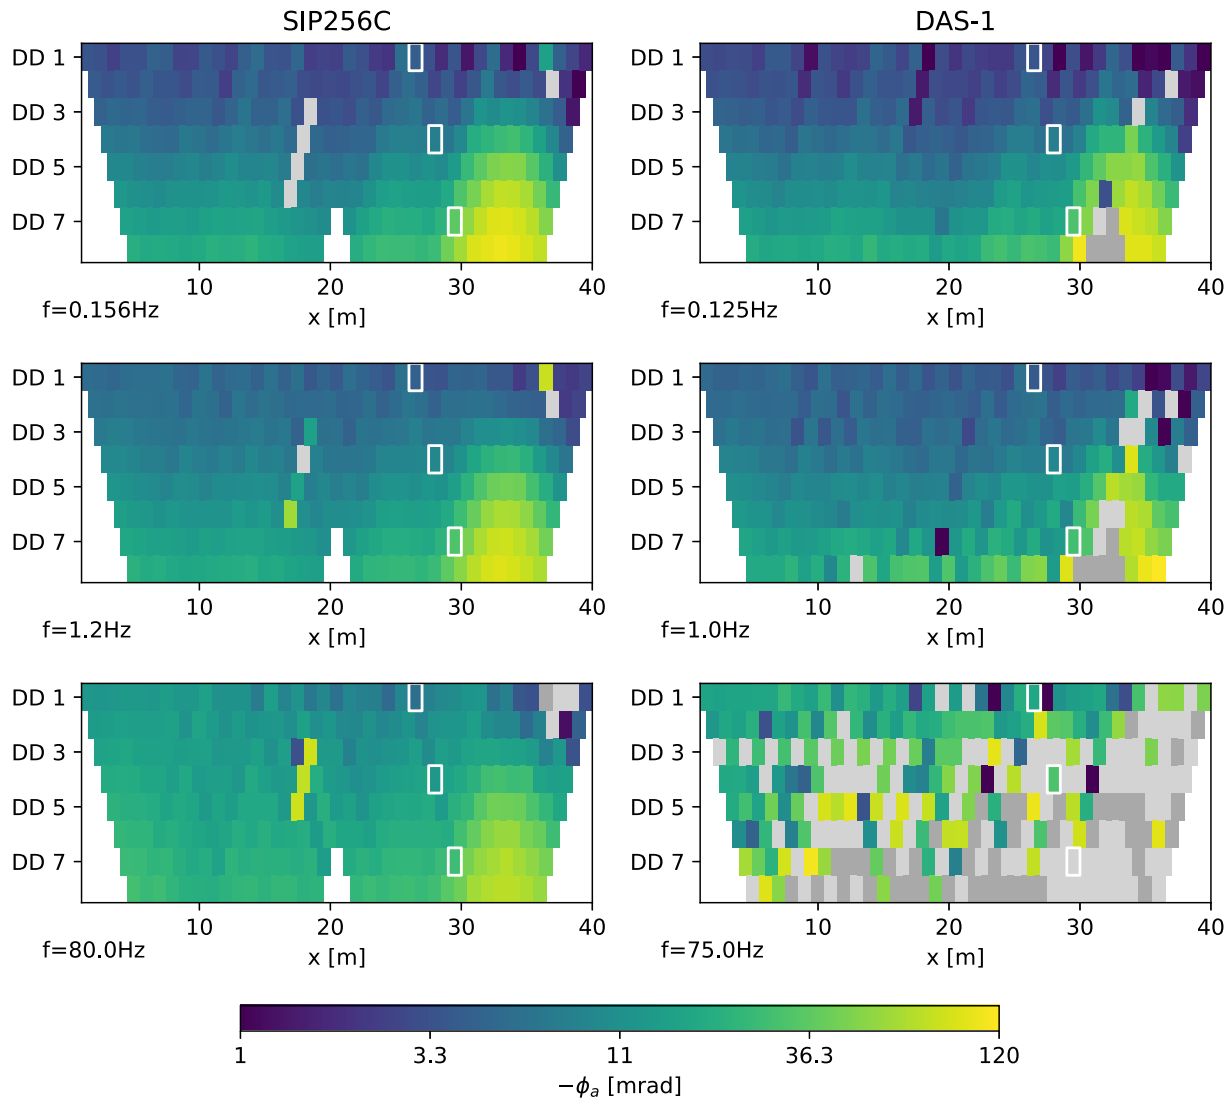 SIP256C
DAS-1
DD 1
DD 3
DD 5
DD 7
10 20 30 40
f=0.156Hz
x [m]
10 20 30 40
f=0.125Hz
x [m]
DD 1
DD 3
DD 5
DD 7
10 20 30 40
f=1.2Hz
x [m]
DD 1
DD 3
DD 5
DD 7
10 20 30 40
f=1.0Hz
x [m]
DD 1
DD 3
DD 5
DD 7
10 20 30 40
f=80.0Hz
x [m]
DD 1
DD 3
DD 5
DD 7
10 20 30 40
f=75.0Hz
x [m]
DD 1
DD 3
DD 5
DD 7
1 3.3 11 36.3 120
−ϕₐ [mrad]